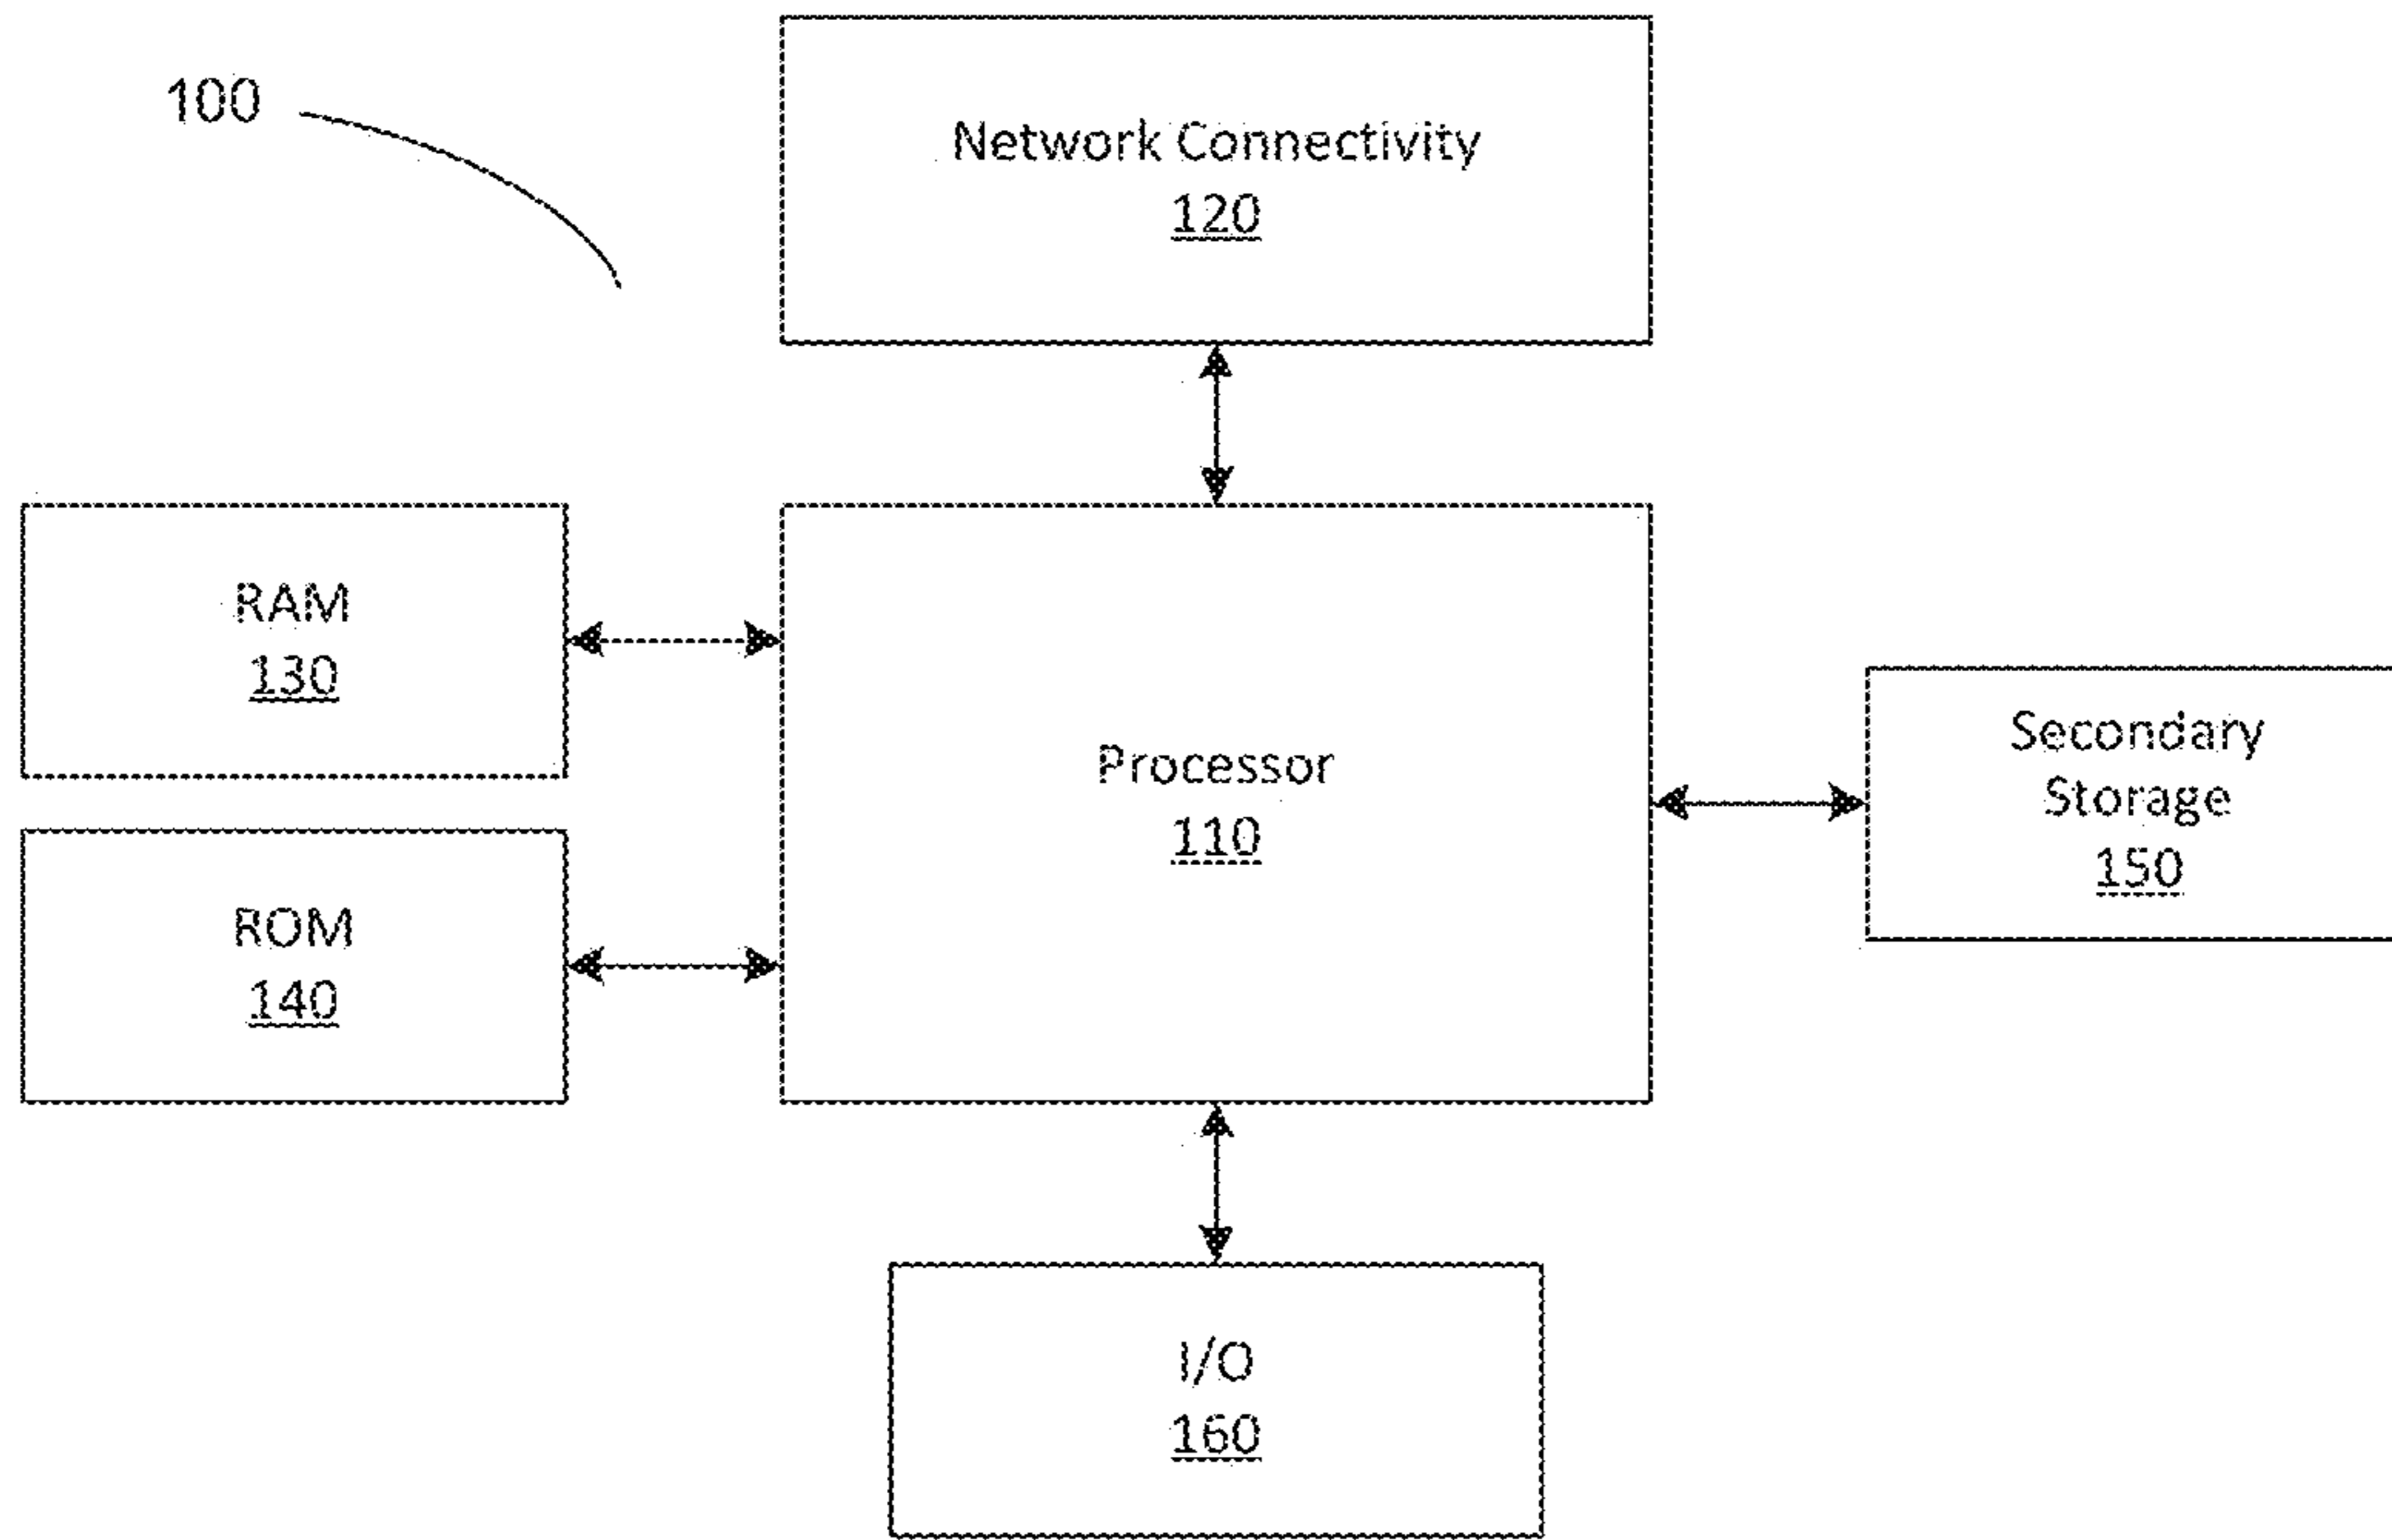 100
Network Connectivity
120
RAM
130
Processor
110
Secondary
Storage
150
ROM
140
I/O
160